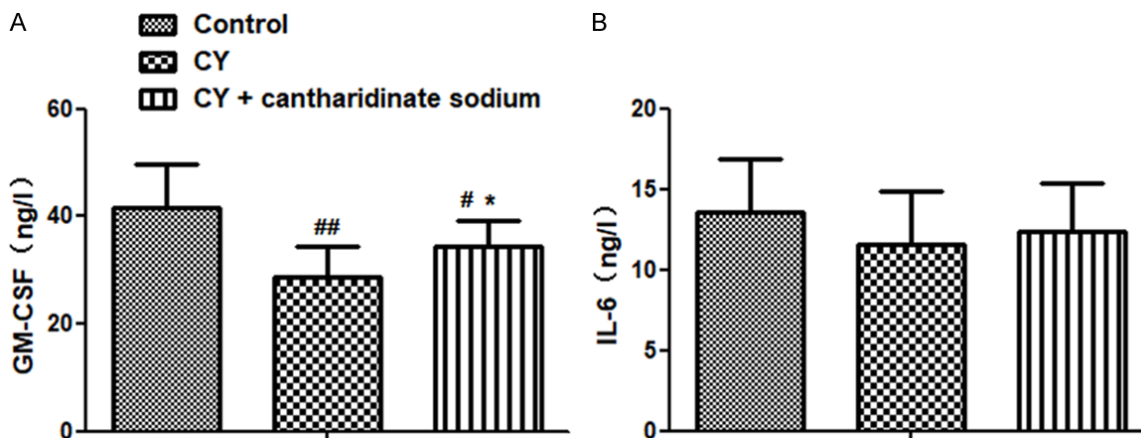 A
Control
CY
CY + cantharidinate sodium
GM-CSF (ng/l)
60
40
20
0
##
# *
B
IL-6 (ng/l)
20
15
10
5
0